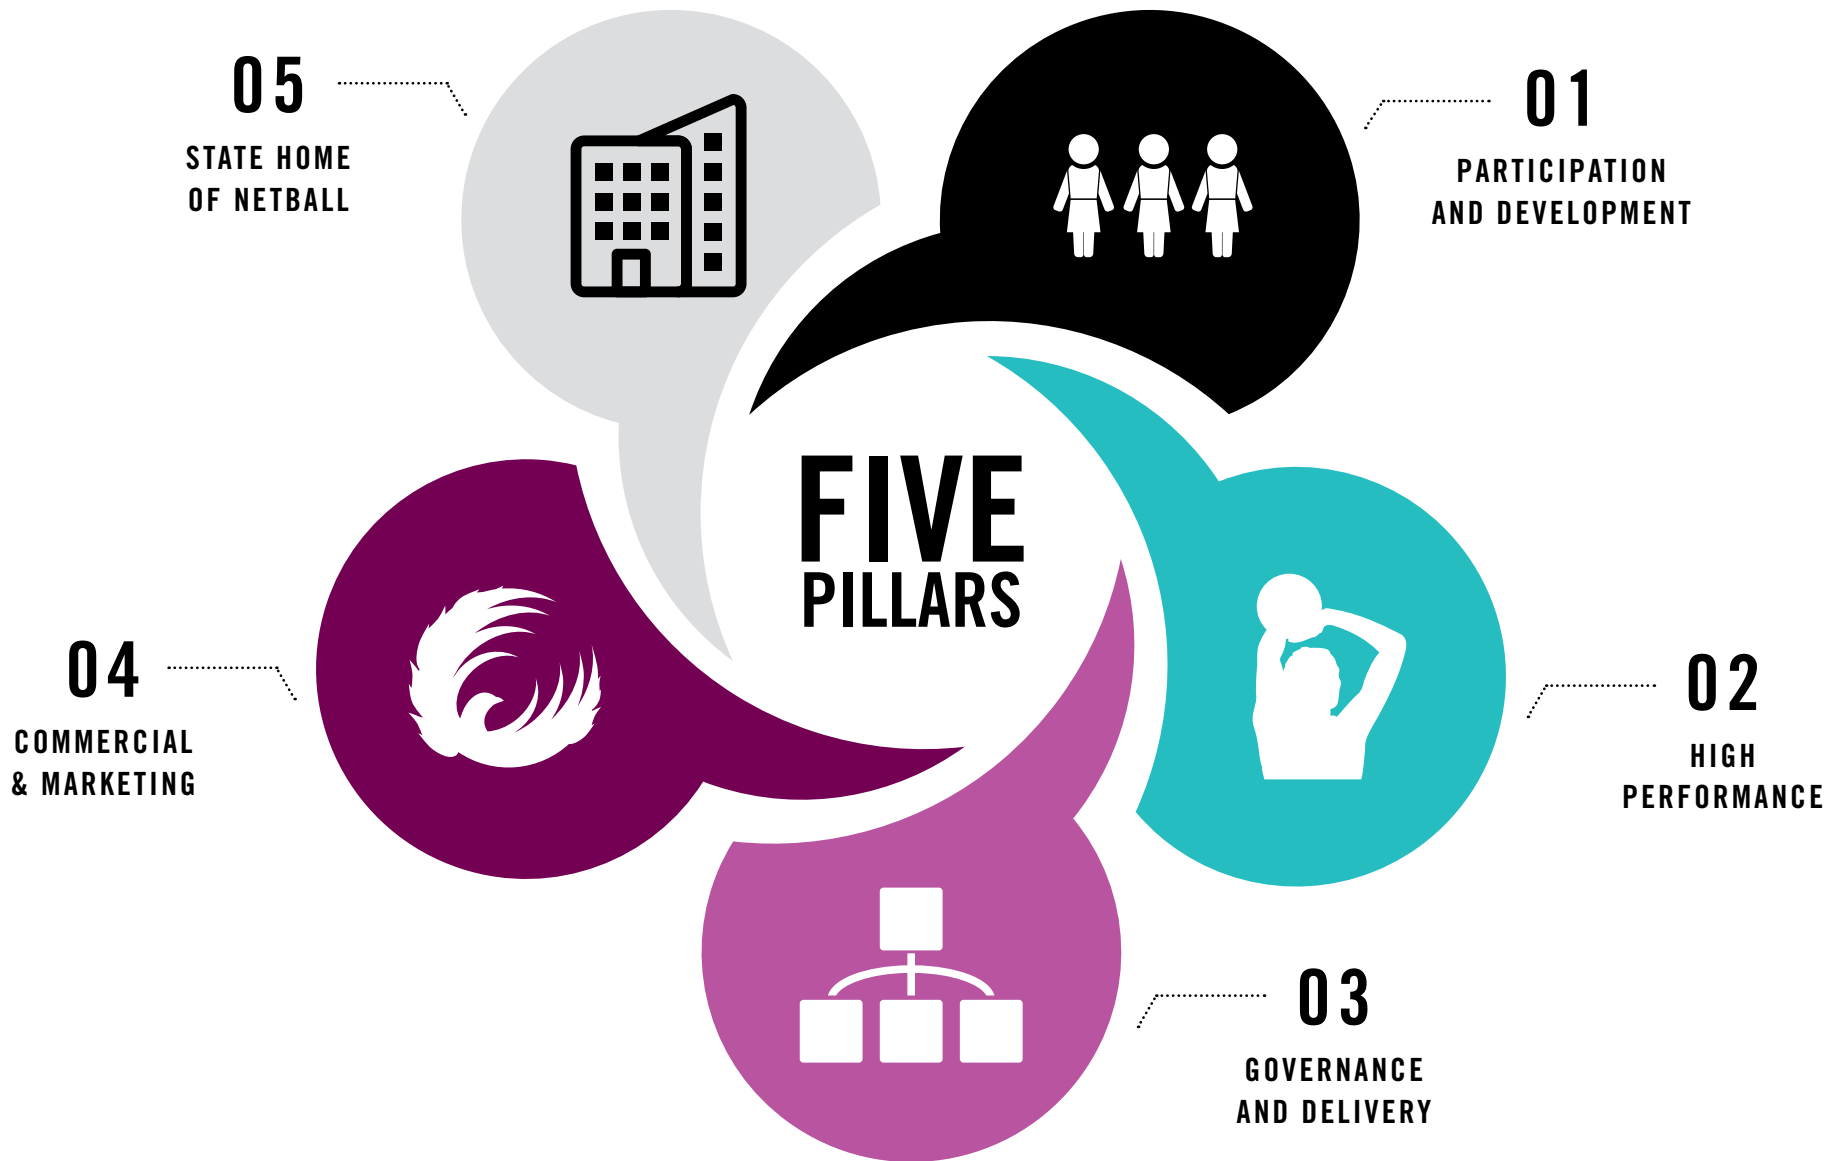 FIVE
PILLARS
01
PARTICIPATION
AND DEVELOPMENT
02
HIGH
PERFORMANCE
03
GOVERNANCE
AND DELIVERY
04
COMMERCIAL
& MARKETING
05
STATE HOME
OF NETBALL